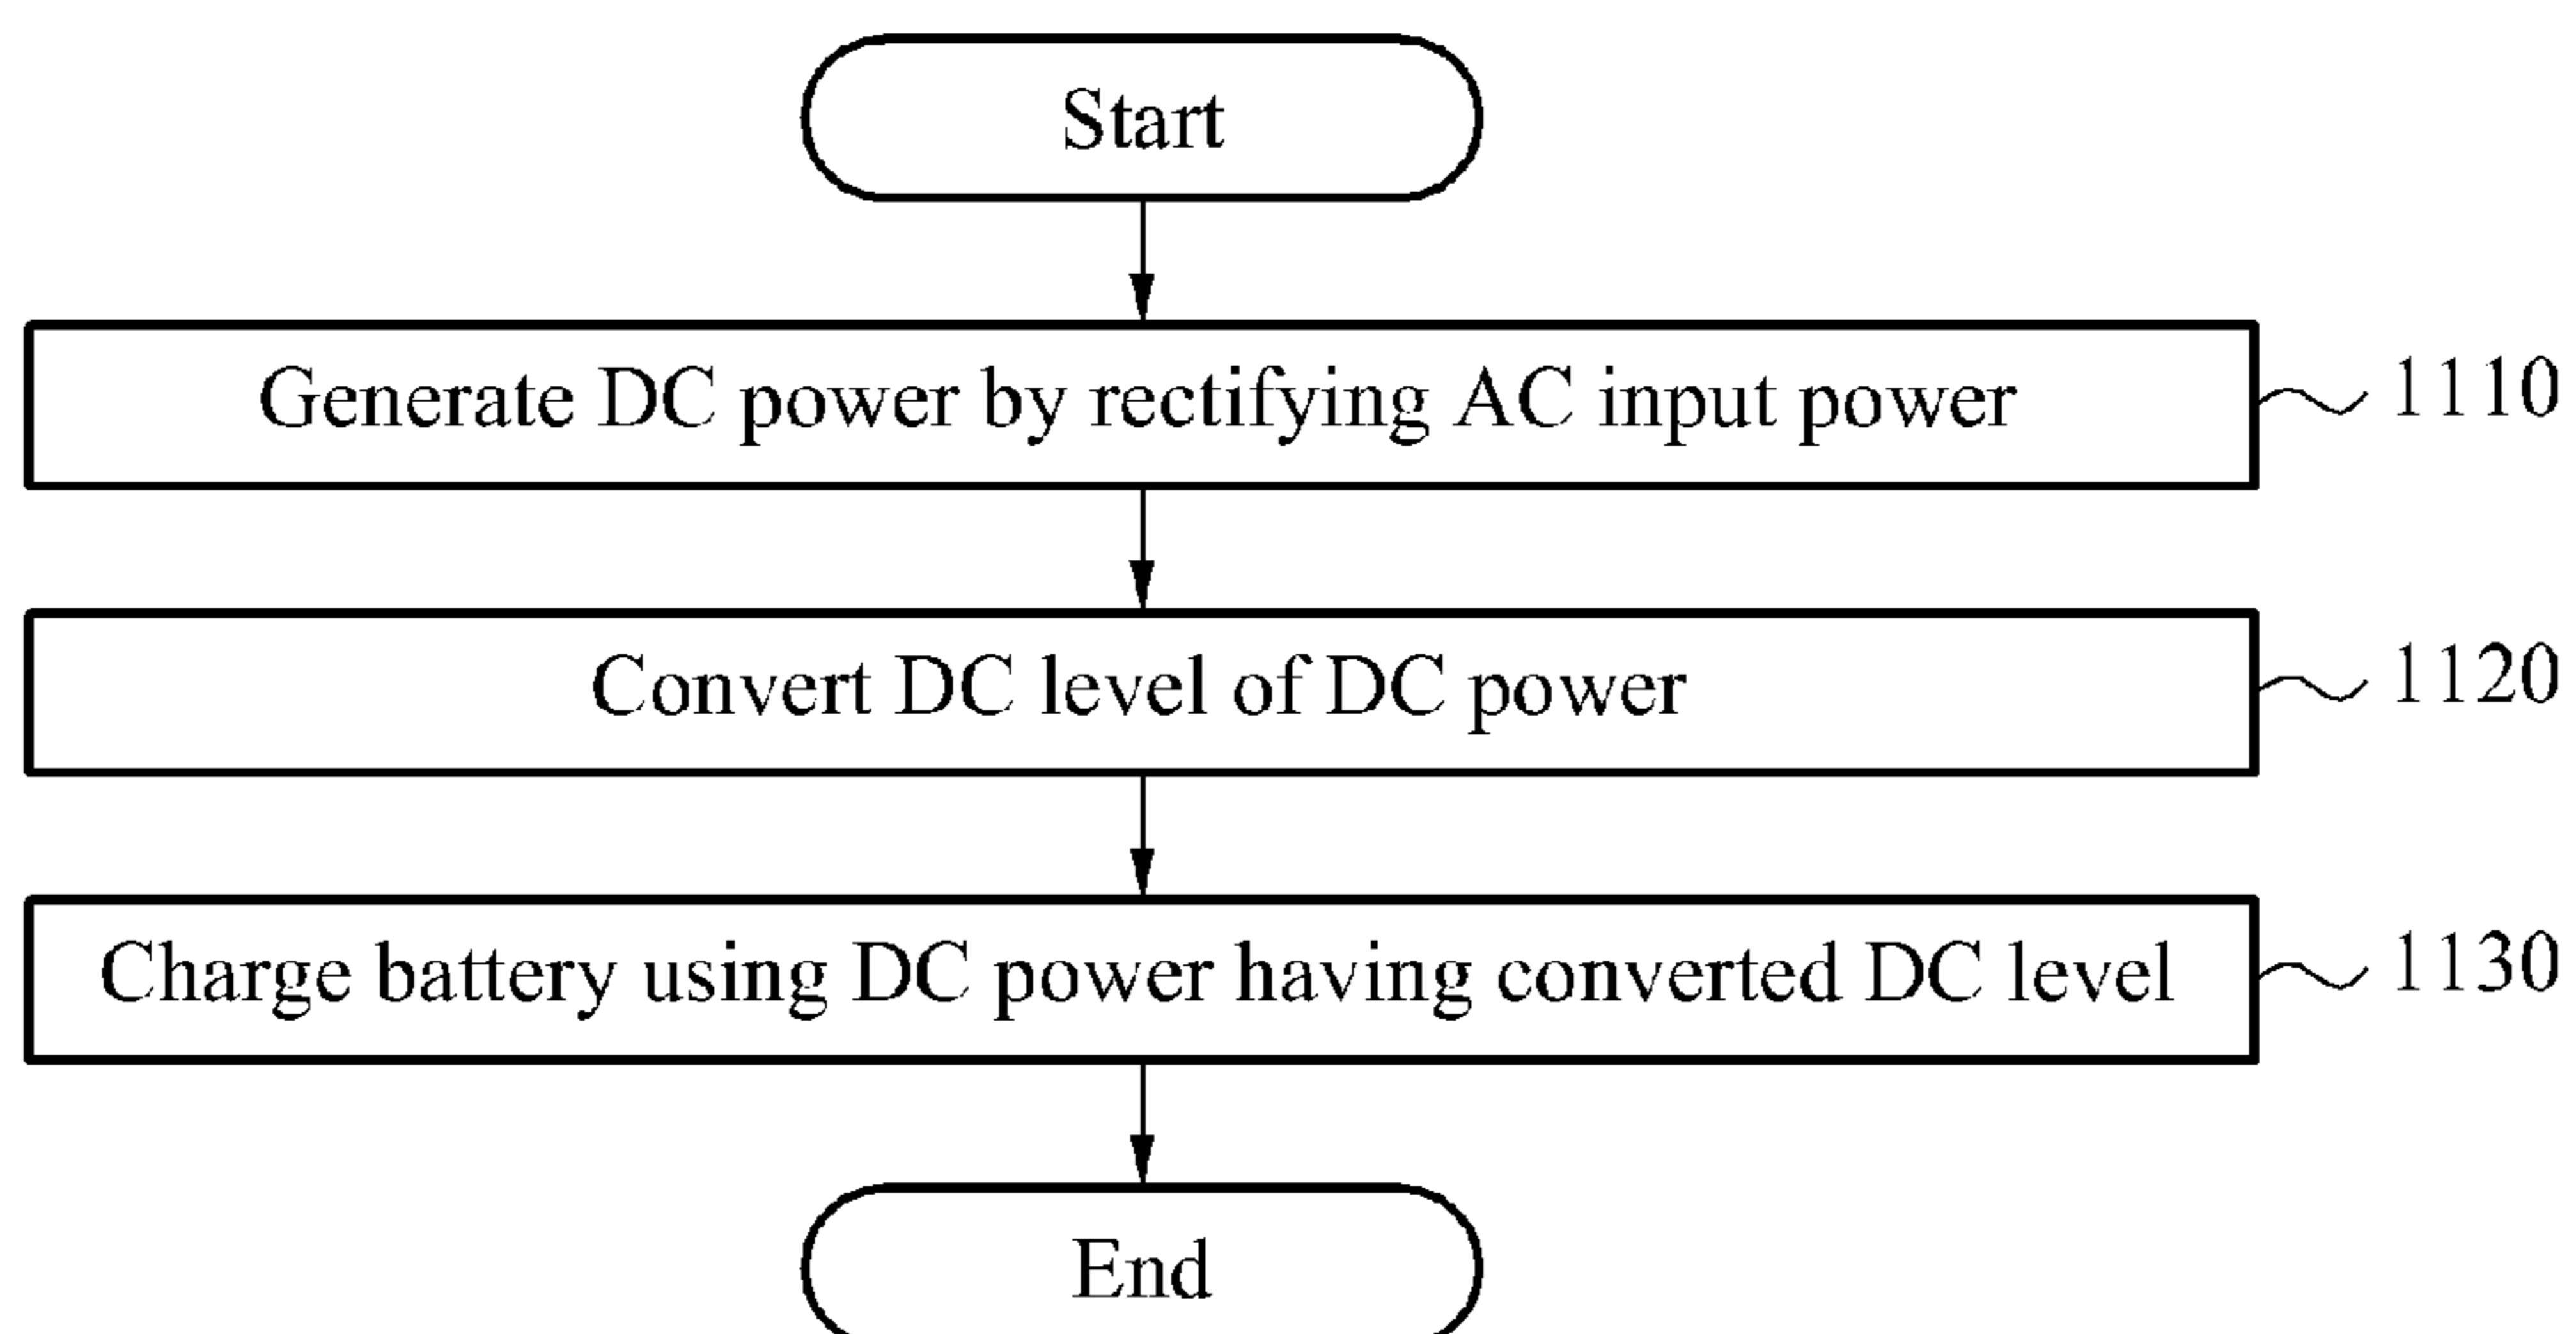 Start
Generate DC power by rectifying AC input power 1110
Convert DC level of DC power 1120
Charge battery using DC power having converted DC level 1130
End